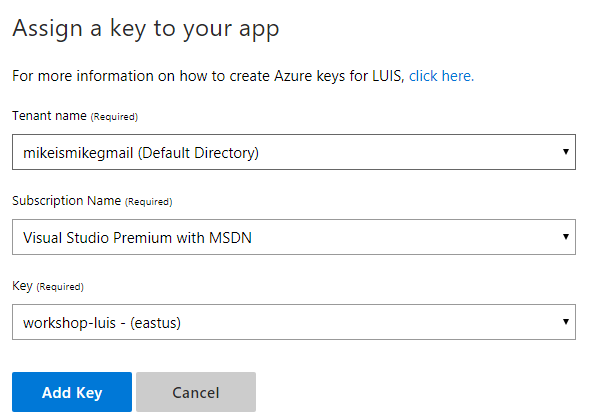 Assign a key to your app
For more information on how to create Azure keys for LUIS, click here.
Tenant name (Required)
mikeismikegmail (Default Directory)
Subscription Name (Required)
Visual Studio Premium with MSDN
Key (Required)
workshop-luis - (eastus)
Add Key Cancel